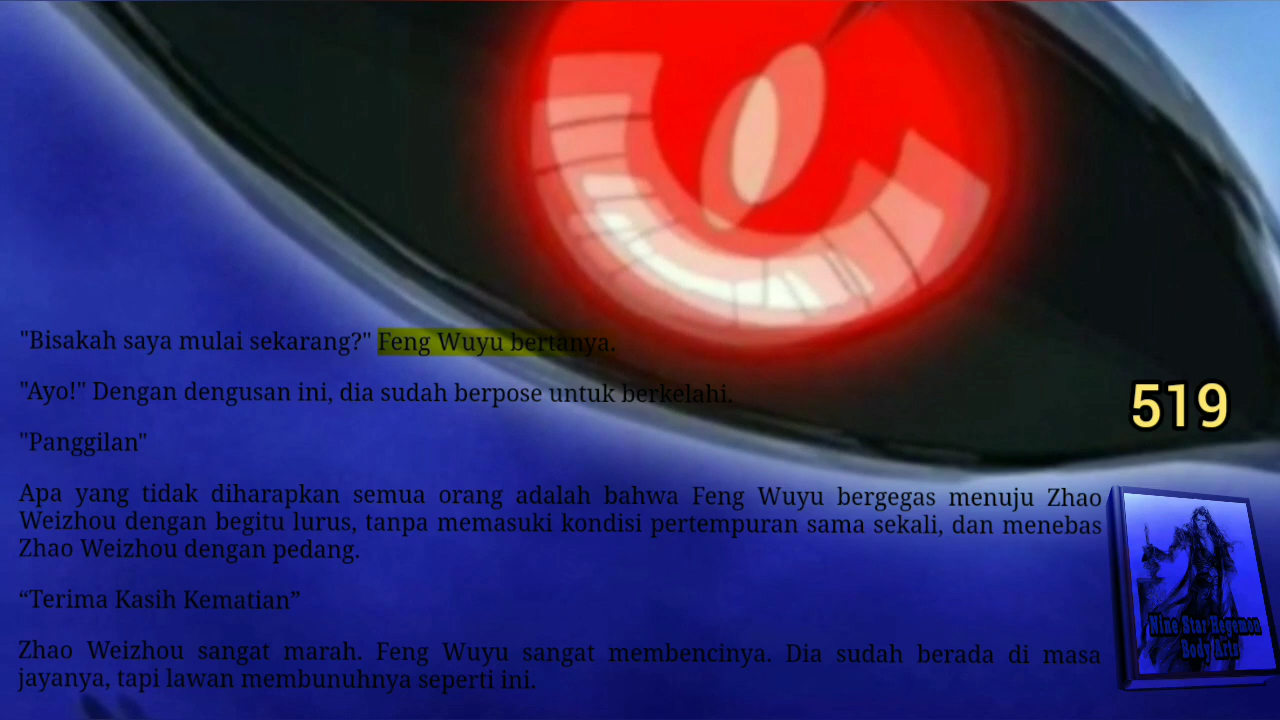 "Bisakah saya mulai sekarang?" Feng Wuyu bertanya.
"Ayo!" Dengan dengusan ini, dia sudah berpose untuk berkelahi.
519
"Panggilan"
Apa yang tidak diharapkan semua orang adalah bahwa Feng Wuyu bergegas menuju Zhao
Weizhou dengan begitu lurus, tanpa memasuki kondisi pertempuran sama sekali, dan menebas
Zhao Weizhou dengan pedang.
“Terima Kasih Kematian”
Nine Star Hegemon
Body Arts
Zhao Weizhou sangat marah. Feng Wuyu sangat membencinya. Dia sudah berada di masa
jayanya, tapi lawan membunuhnya seperti ini.